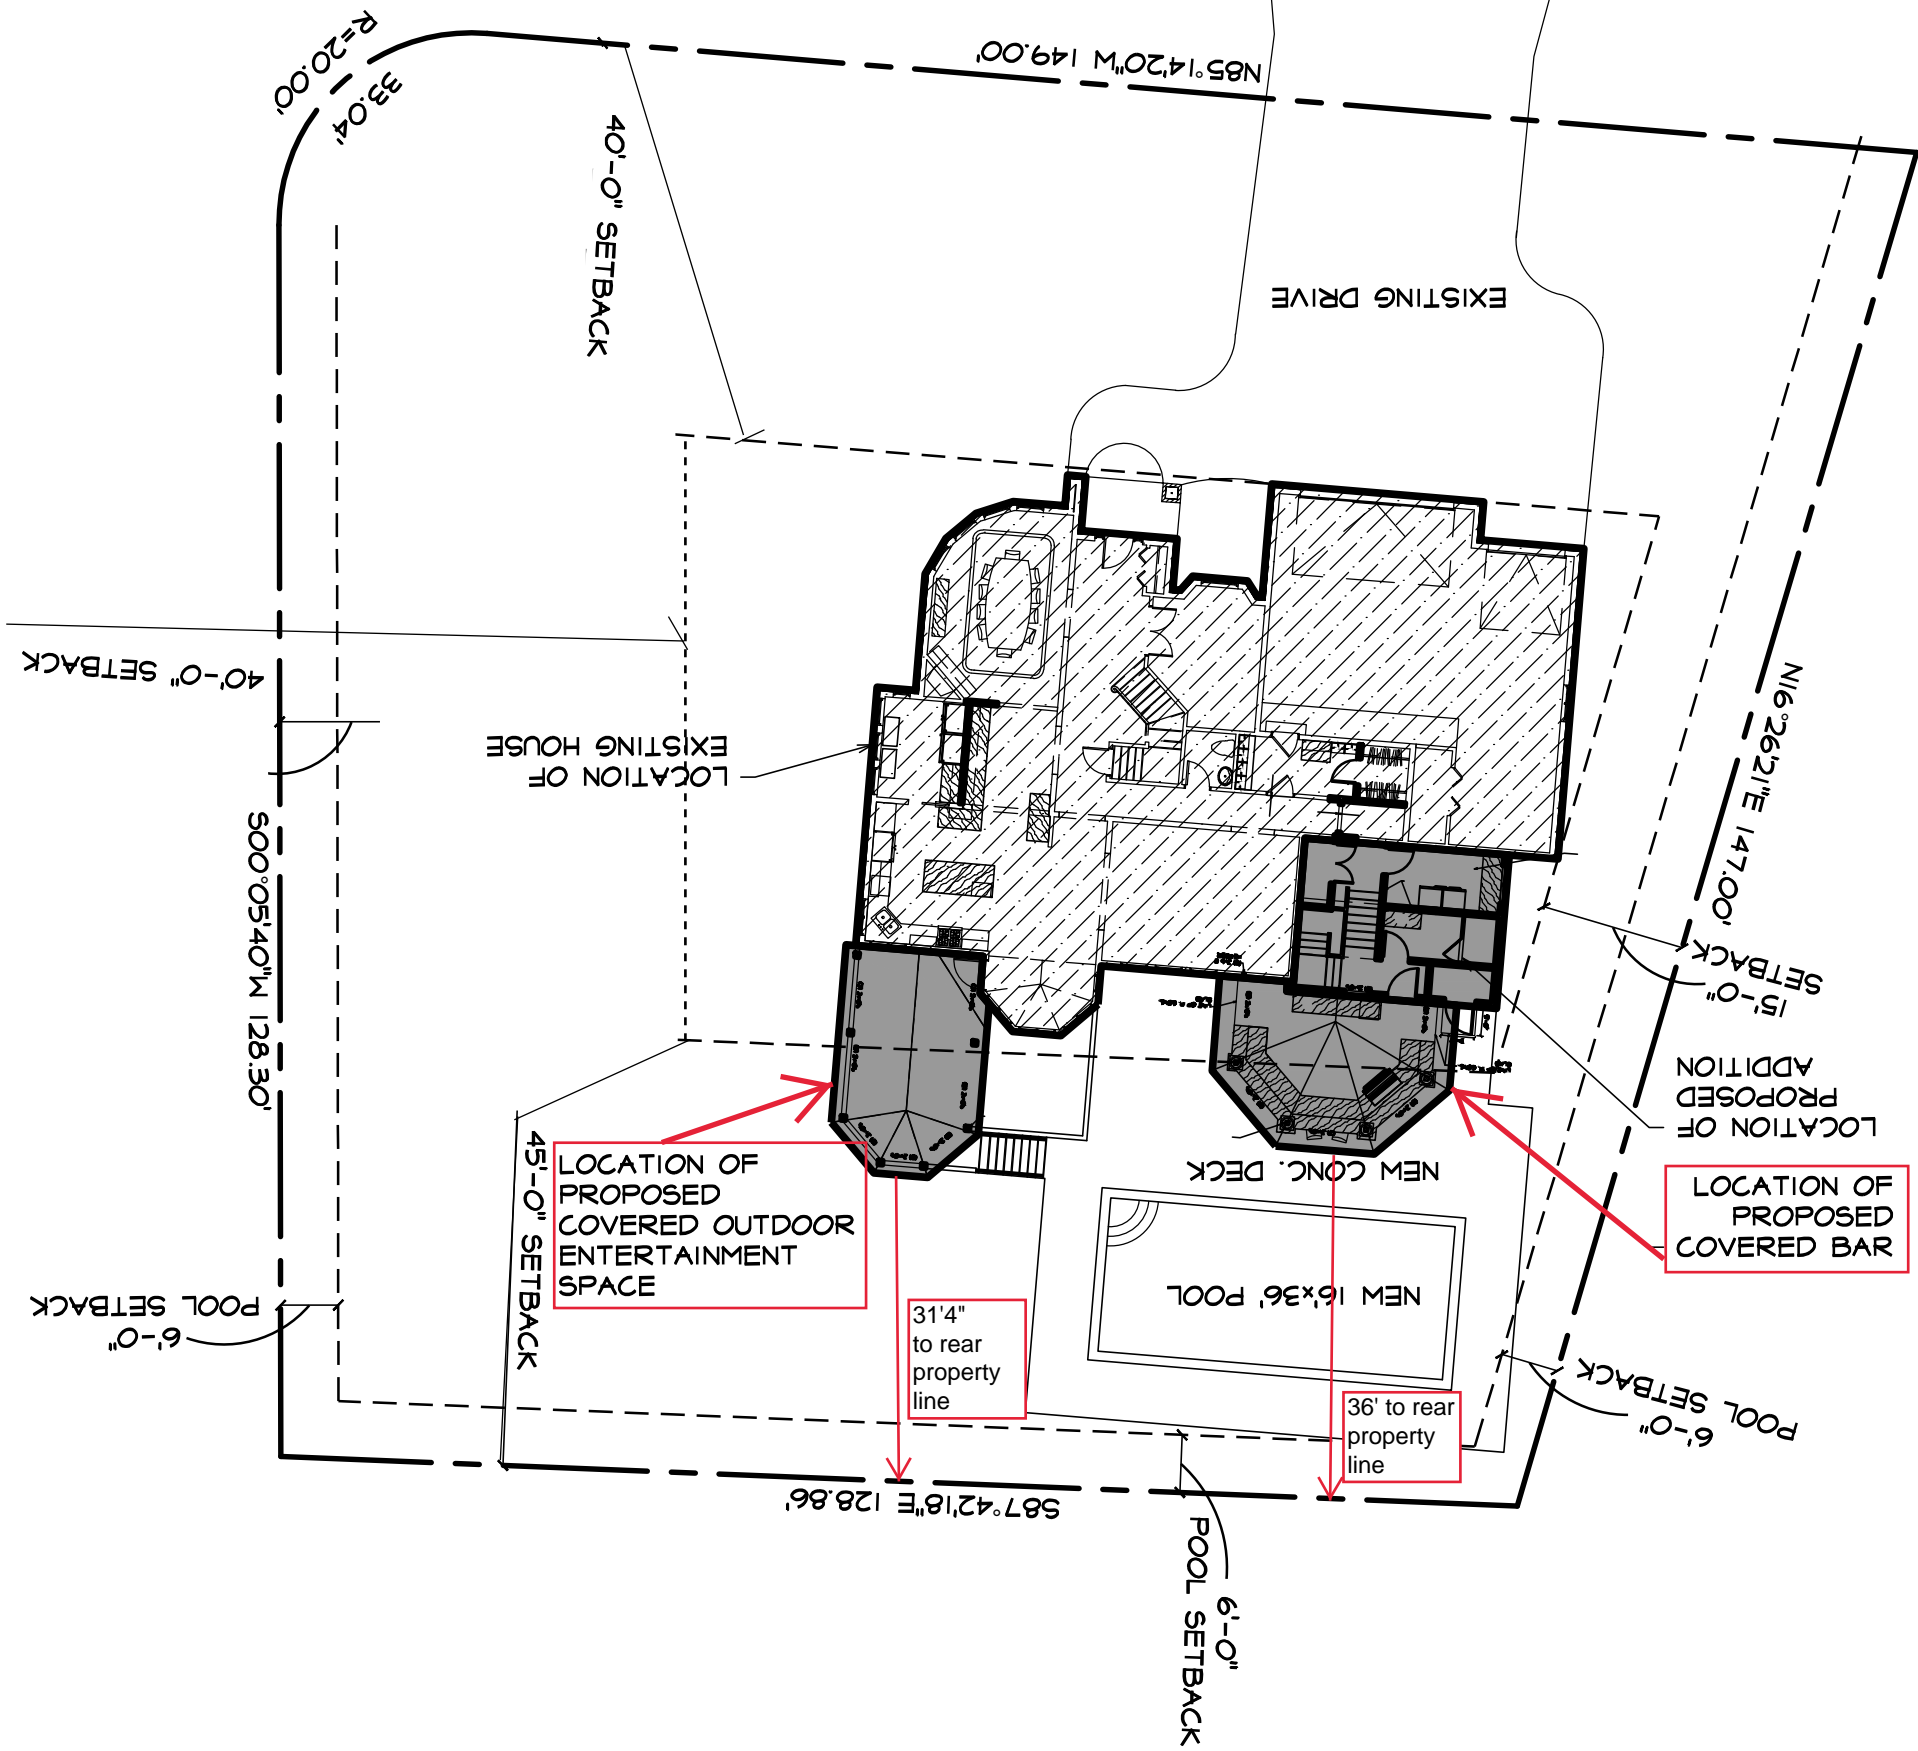 R=20.00'
33.04'
N85°14'20"W 149.00'
40'-0" SETBACK
EXISTING DRIVE
40'-0" SETBACK
LOCATION OF
EXISTING HOUSE
S00°05'40"W 128.30'
N16°26'21"E 147.00'
15'-0"
SETBACK
LOCATION OF
PROPOSED
ADDITION
45'-0" SETBACK
LOCATION OF
PROPOSED
COVERED OUTDOOR
ENTERTAINMENT
SPACE
NEW CONC. DECK
LOCATION OF
PROPOSED
COVERED BAR
NEW 16'x36' POOL
6'-0"
POOL SETBACK
31'4"
to rear
property
line
36' to rear
property
line
6'-0"
POOL SETBACK
S87°42'18"E 128.86'
6'-0"
POOL SETBACK